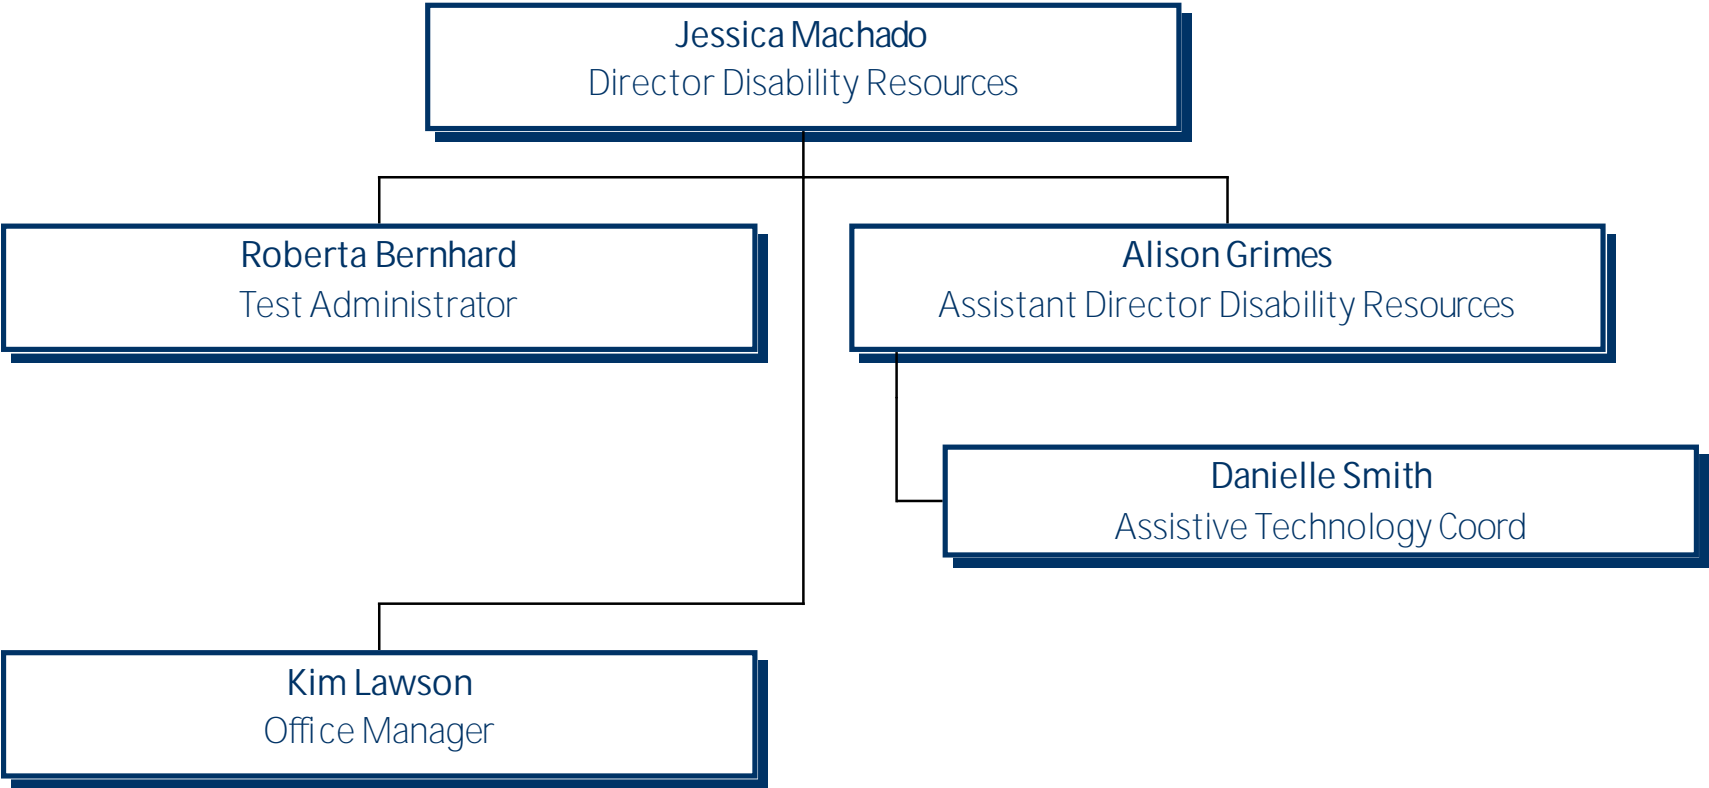 Jessica Machado
Director Disability Resources
Roberta Bernhard
Test Administrator
Alison Grimes
Assistant Director Disability Resources
Danielle Smith
Assistive Technology Coord
Kim Lawson
Office Manager